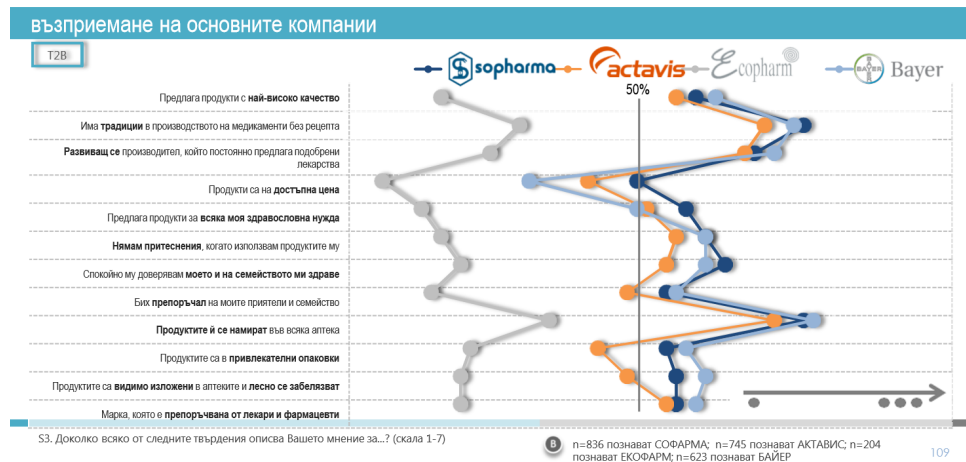 възприемане на основните компании
T2B
sopharma
actavis
Ecopharm
BAYER
Bayer
50%
Предлага продукти с най-високо качество
Има традиции в производството на медикаменти без рецепта
Развиващ се производител, който постоянно предлага подобрени
лекарства
Продукти са на достъпна цена
Предлага продукти за всяка моя здравословна нужда
Нямам притеснения, когато използвам продуктите му
Спокойно му доверявам моето и на семейството ми здраве
Бих препоръчал на моите приятели и семейство
Продуктите ѝ се намират във всяка аптека
Продуктите са в привлекателни опаковки
Продуктите са видимо изложени в аптеките и лесно се забелязват
Марка, която е препоръчвана от лекари и фармацевти
S3. Доколко всяко от следните твърдения описва Вашето мнение за...? (скала 1-7)
B
n=836 познават СОФАРМА; n=745 познават АКТАВИС; n=204
познават ЕКОФАРМ; n=623 познават БАЙЕР
109